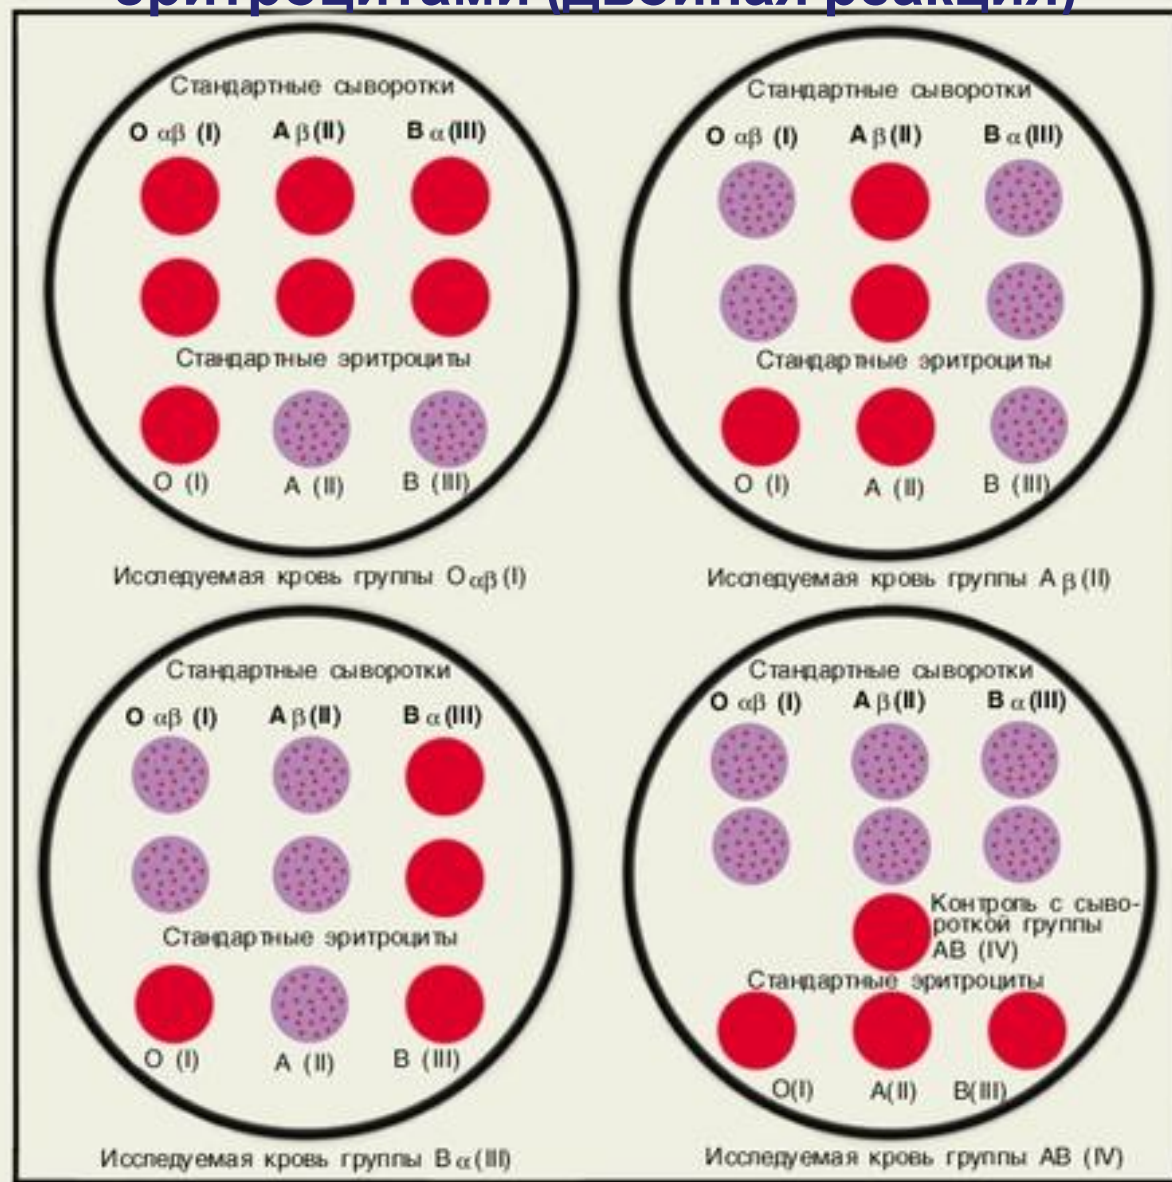 эритроцитами (двойная реакция)
Стандартные сыворотки
O αβ (I) A β (II) B α (III)
Стандартные эритроциты
O (I) A (II) B (III)
Исследуемая кровь группы O αβ (I)
Стандартные сыворотки
O αβ (I) A β (II) B α (III)
Стандартные эритроциты
O (I) A (II) B (III)
Исследуемая кровь группы A β (II)
Стандартные сыворотки
O αβ (I) A β (II) B α (III)
Стандартные эритроциты
O (I) A (II) B (III)
Исследуемая кровь группы B α (III)
Стандартные сыворотки
O αβ (I) A β (II) B α (III)
Контроль с сыво-
роткой группы
AB (IV)
Стандартные эритроциты
O(I) A(II) B(III)
Исследуемая кровь группы AB (IV)